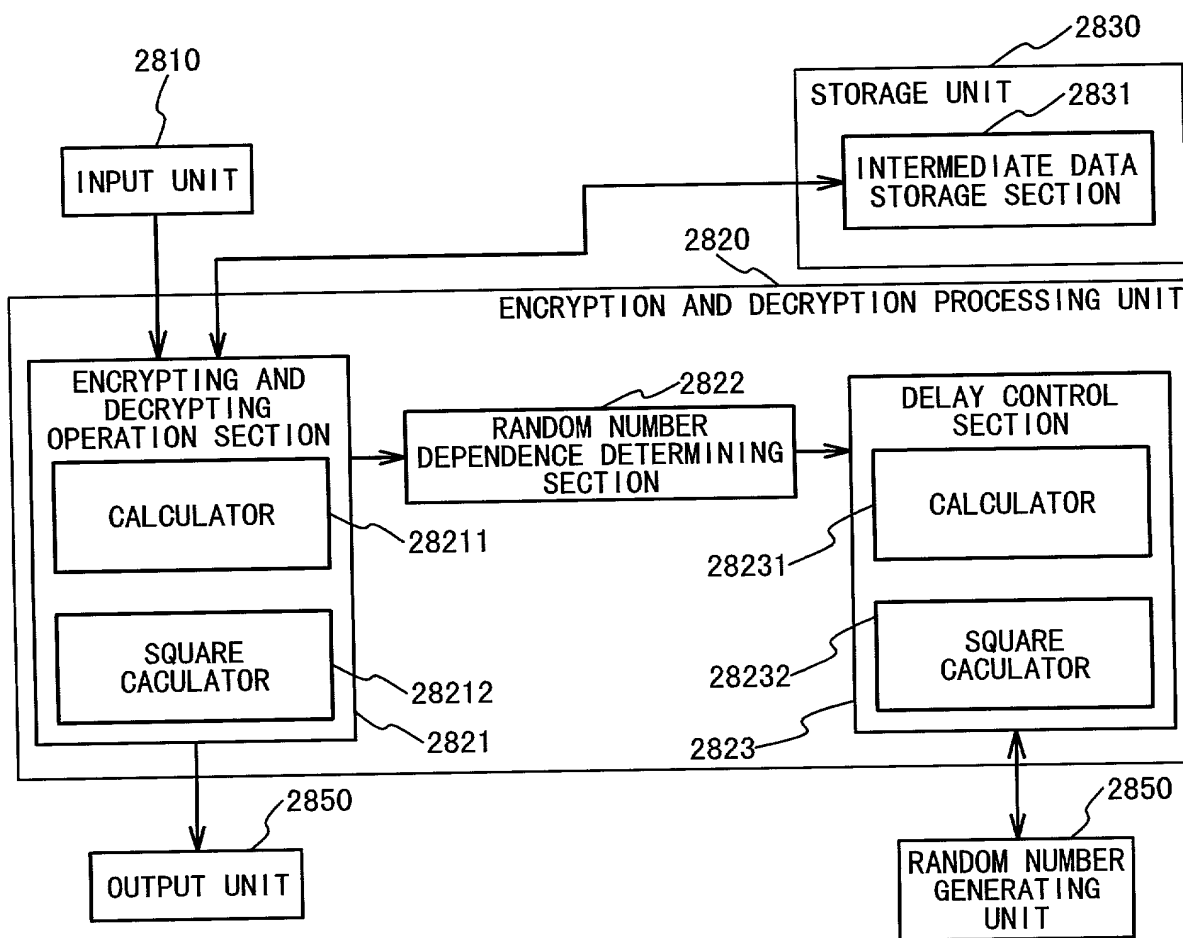 2830
2810
STORAGE UNIT
2831
INPUT UNIT
INTERMEDIATE DATA
STORAGE SECTION
2820
ENCRYPTION AND DECRYPTION PROCESSING UNIT
ENCRYPTING AND
DECRYPTING
OPERATION SECTION
2822
RANDOM NUMBER
DEPENDENCE DETERMINING
SECTION
DELAY CONTROL
SECTION
CALCULATOR
28211
CALCULATOR
28231
SQUARE
CACULATOR
28212
2821
SQUARE
CACULATOR
28232
2823
2850
OUTPUT UNIT
2850
RANDOM NUMBER
GENERATING
UNIT